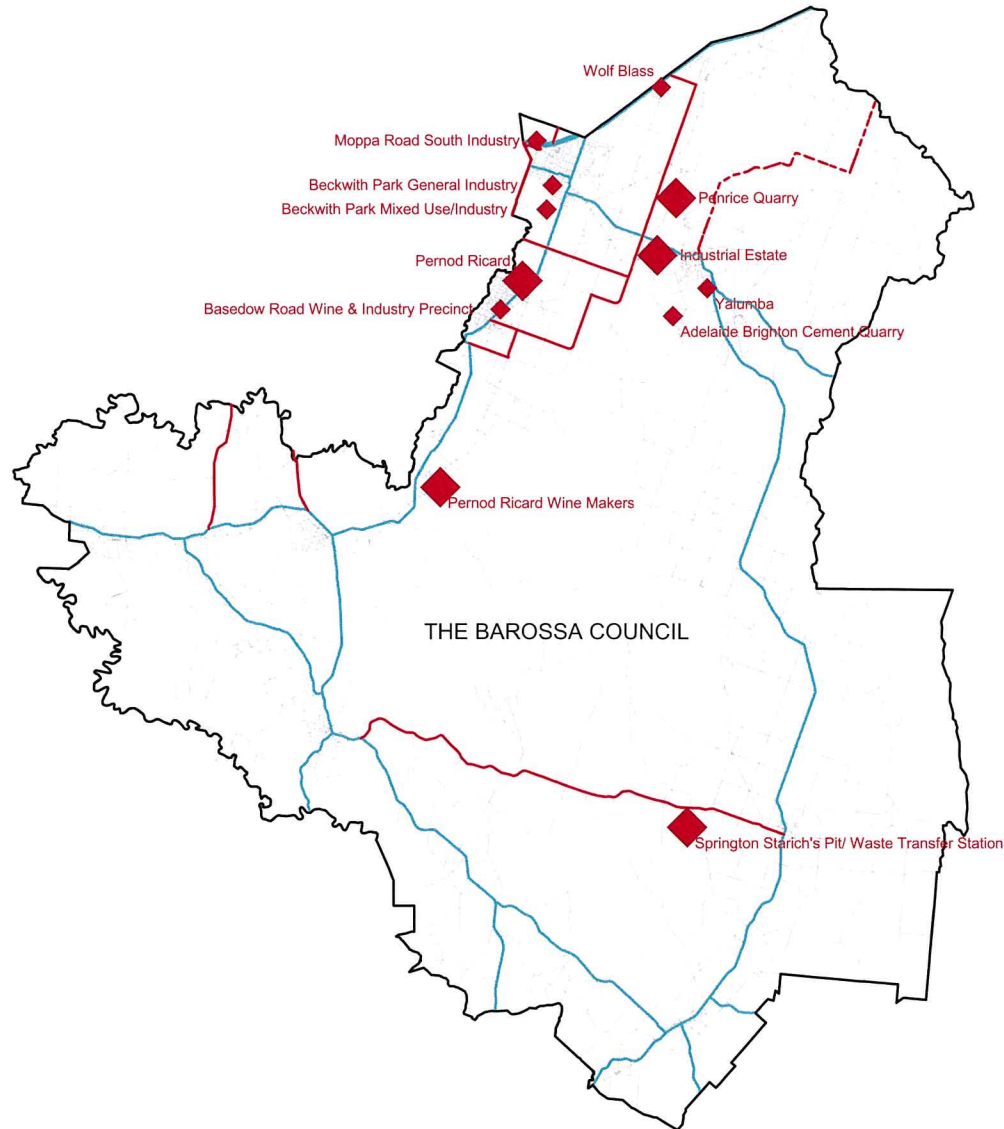 Wolf Blass
Moppa Road South Industry
Beckwith Park General Industry
Penrice Quarry
Beckwith Park Mixed Use/Industry
Industrial Estate
Pernod Ricard
Yalumba
Basedow Road Wine & Industry Precinct
Adelaide Brighton Cement Quarry
Pernod Ricard Wine Makers
THE BAROSSA COUNCIL
Springton Starich's Pit/ Waste Transfer Station